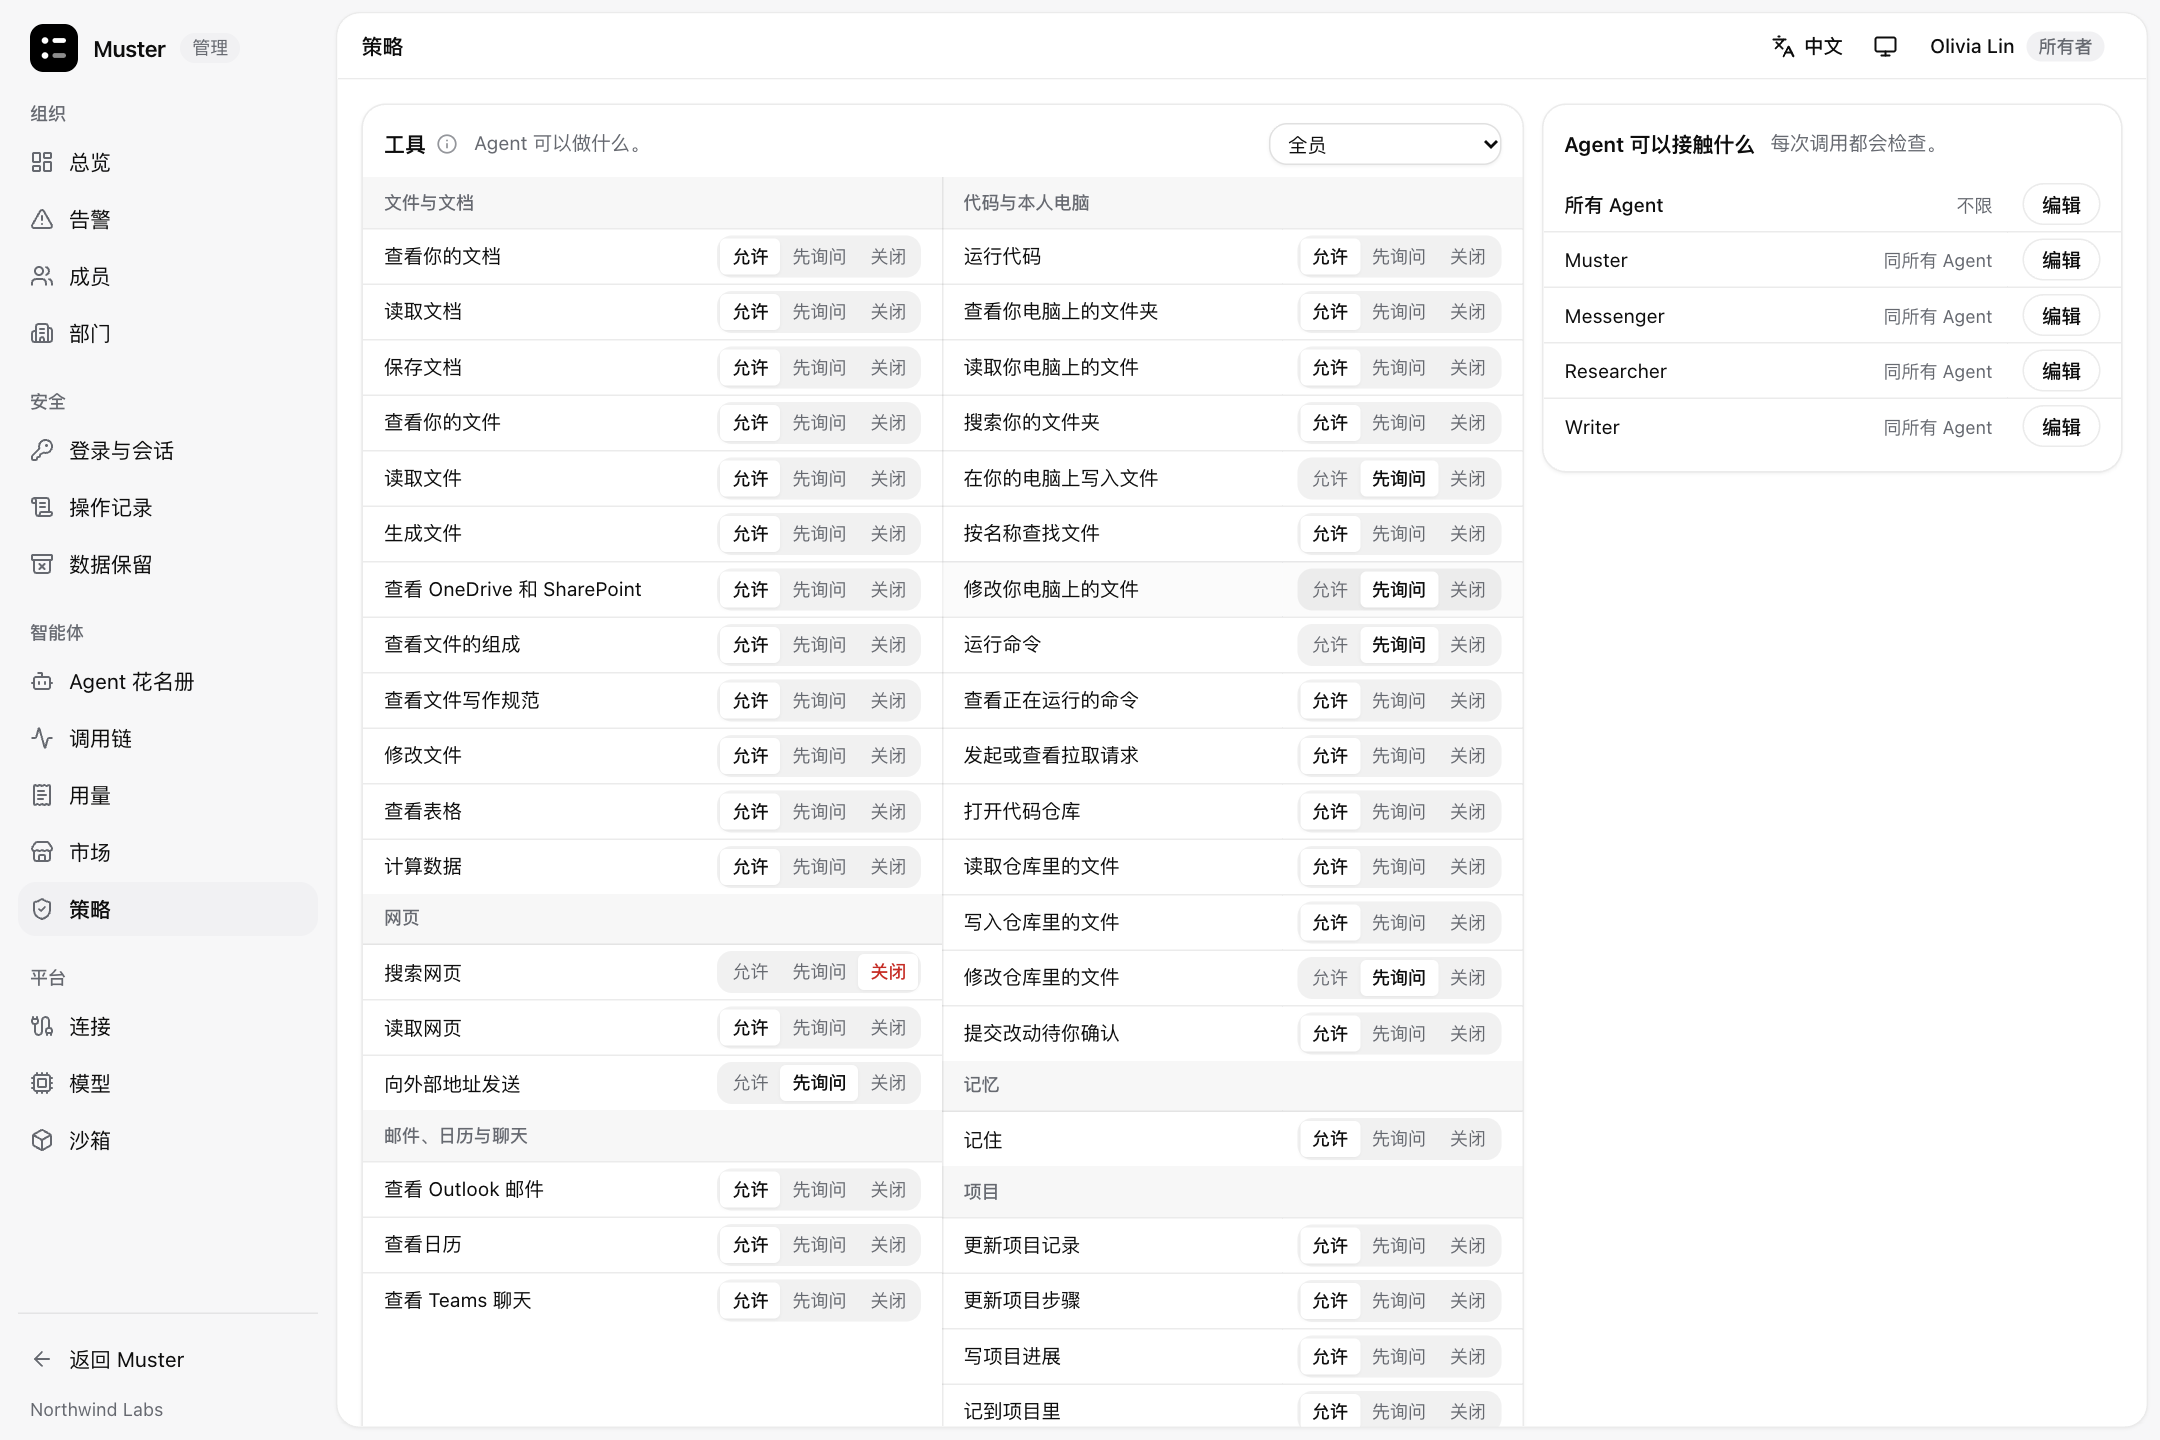 Muster 管理
组织
总览
告警
成员
部门
安全
登录与会话
操作记录
数据保留
智能体
Agent 花名册
调用链
用量
市场
策略
平台
连接
模型
沙箱
返回 Muster
Northwind Labs
策略
中文
Olivia Lin 所有者
工具 Agent 可以做什么。 全员
文件与文档
查看你的文档 允许 先询问 关闭
读取文档 允许 先询问 关闭
保存文档 允许 先询问 关闭
查看你的文件 允许 先询问 关闭
读取文件 允许 先询问 关闭
生成文件 允许 先询问 关闭
查看 OneDrive 和 SharePoint 允许 先询问 关闭
查看文件的组成 允许 先询问 关闭
查看文件写作规范 允许 先询问 关闭
修改文件 允许 先询问 关闭
查看表格 允许 先询问 关闭
计算数据 允许 先询问 关闭
网页
搜索网页 允许 先询问 关闭
读取网页 允许 先询问 关闭
向外部地址发送 允许 先询问 关闭
邮件、日历与聊天
查看 Outlook 邮件 允许 先询问 关闭
查看日历 允许 先询问 关闭
查看 Teams 聊天 允许 先询问 关闭
代码与本人电脑
运行代码 允许 先询问 关闭
查看你电脑上的文件夹 允许 先询问 关闭
读取你电脑上的文件 允许 先询问 关闭
搜索你的文件夹 允许 先询问 关闭
在你的电脑上写入文件 允许 先询问 关闭
按名称查找文件 允许 先询问 关闭
修改你电脑上的文件 允许 先询问 关闭
运行命令 允许 先询问 关闭
查看正在运行的命令 允许 先询问 关闭
发起或查看拉取请求 允许 先询问 关闭
打开代码仓库 允许 先询问 关闭
读取仓库里的文件 允许 先询问 关闭
写入仓库里的文件 允许 先询问 关闭
修改仓库里的文件 允许 先询问 关闭
提交改动待你确认 允许 先询问 关闭
记忆
记住 允许 先询问 关闭
项目
更新项目记录 允许 先询问 关闭
更新项目步骤 允许 先询问 关闭
写项目进展 允许 先询问 关闭
记到项目里 允许 先询问 关闭
Agent 可以接触什么 每次调用都会检查。
所有 Agent 不限 编辑
Muster 同所有 Agent 编辑
Messenger 同所有 Agent 编辑
Researcher 同所有 Agent 编辑
Writer 同所有 Agent 编辑